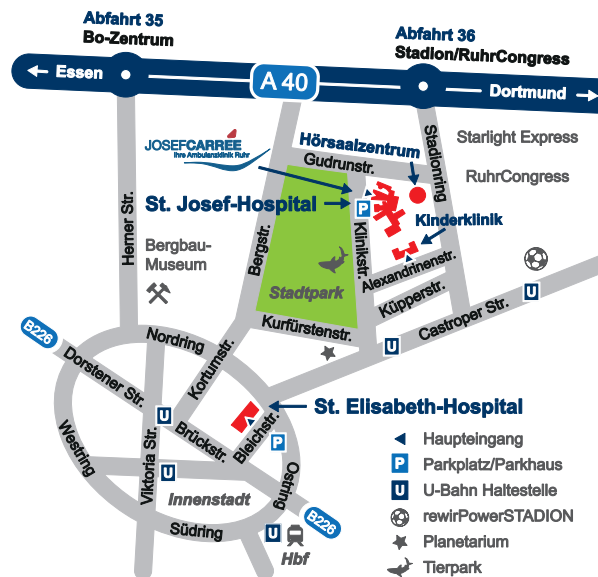 Abfahrt 35
Bo-Zentrum
Abfahrt 36
Stadion/RuhrCongress
Essen
A 40
Dortmund
JOSEFCARRÉE
Ihre Ambulanzklinik Ruhr
Hörsaalzentrum
Gudrunstr.
Stadionring
Starlight Express
RuhrCongress
St. Josef-Hospital
P
Kinderklinik
Herner Str.
Bergstr.
Klinikstr.
Bergbau-
Museum
Stadtpark
Alexandrinenstr.
Küpperstr.
Castroper Str.
U
Kurfürstenstr.
U
B226
Nordring
Dorstener Str.
Kortumstr.
St. Elisabeth-Hospital
U
Brückstr.
Bleichstr.
P
Westring
Viktoria Str.
U
Innenstadt
Ostring
Südring
B226
U
Hbf
Haupteingang
P Parkplatz/Parkhaus
U U-Bahn Haltestelle
rewirPowerSTADION
Planetarium
Tierpark